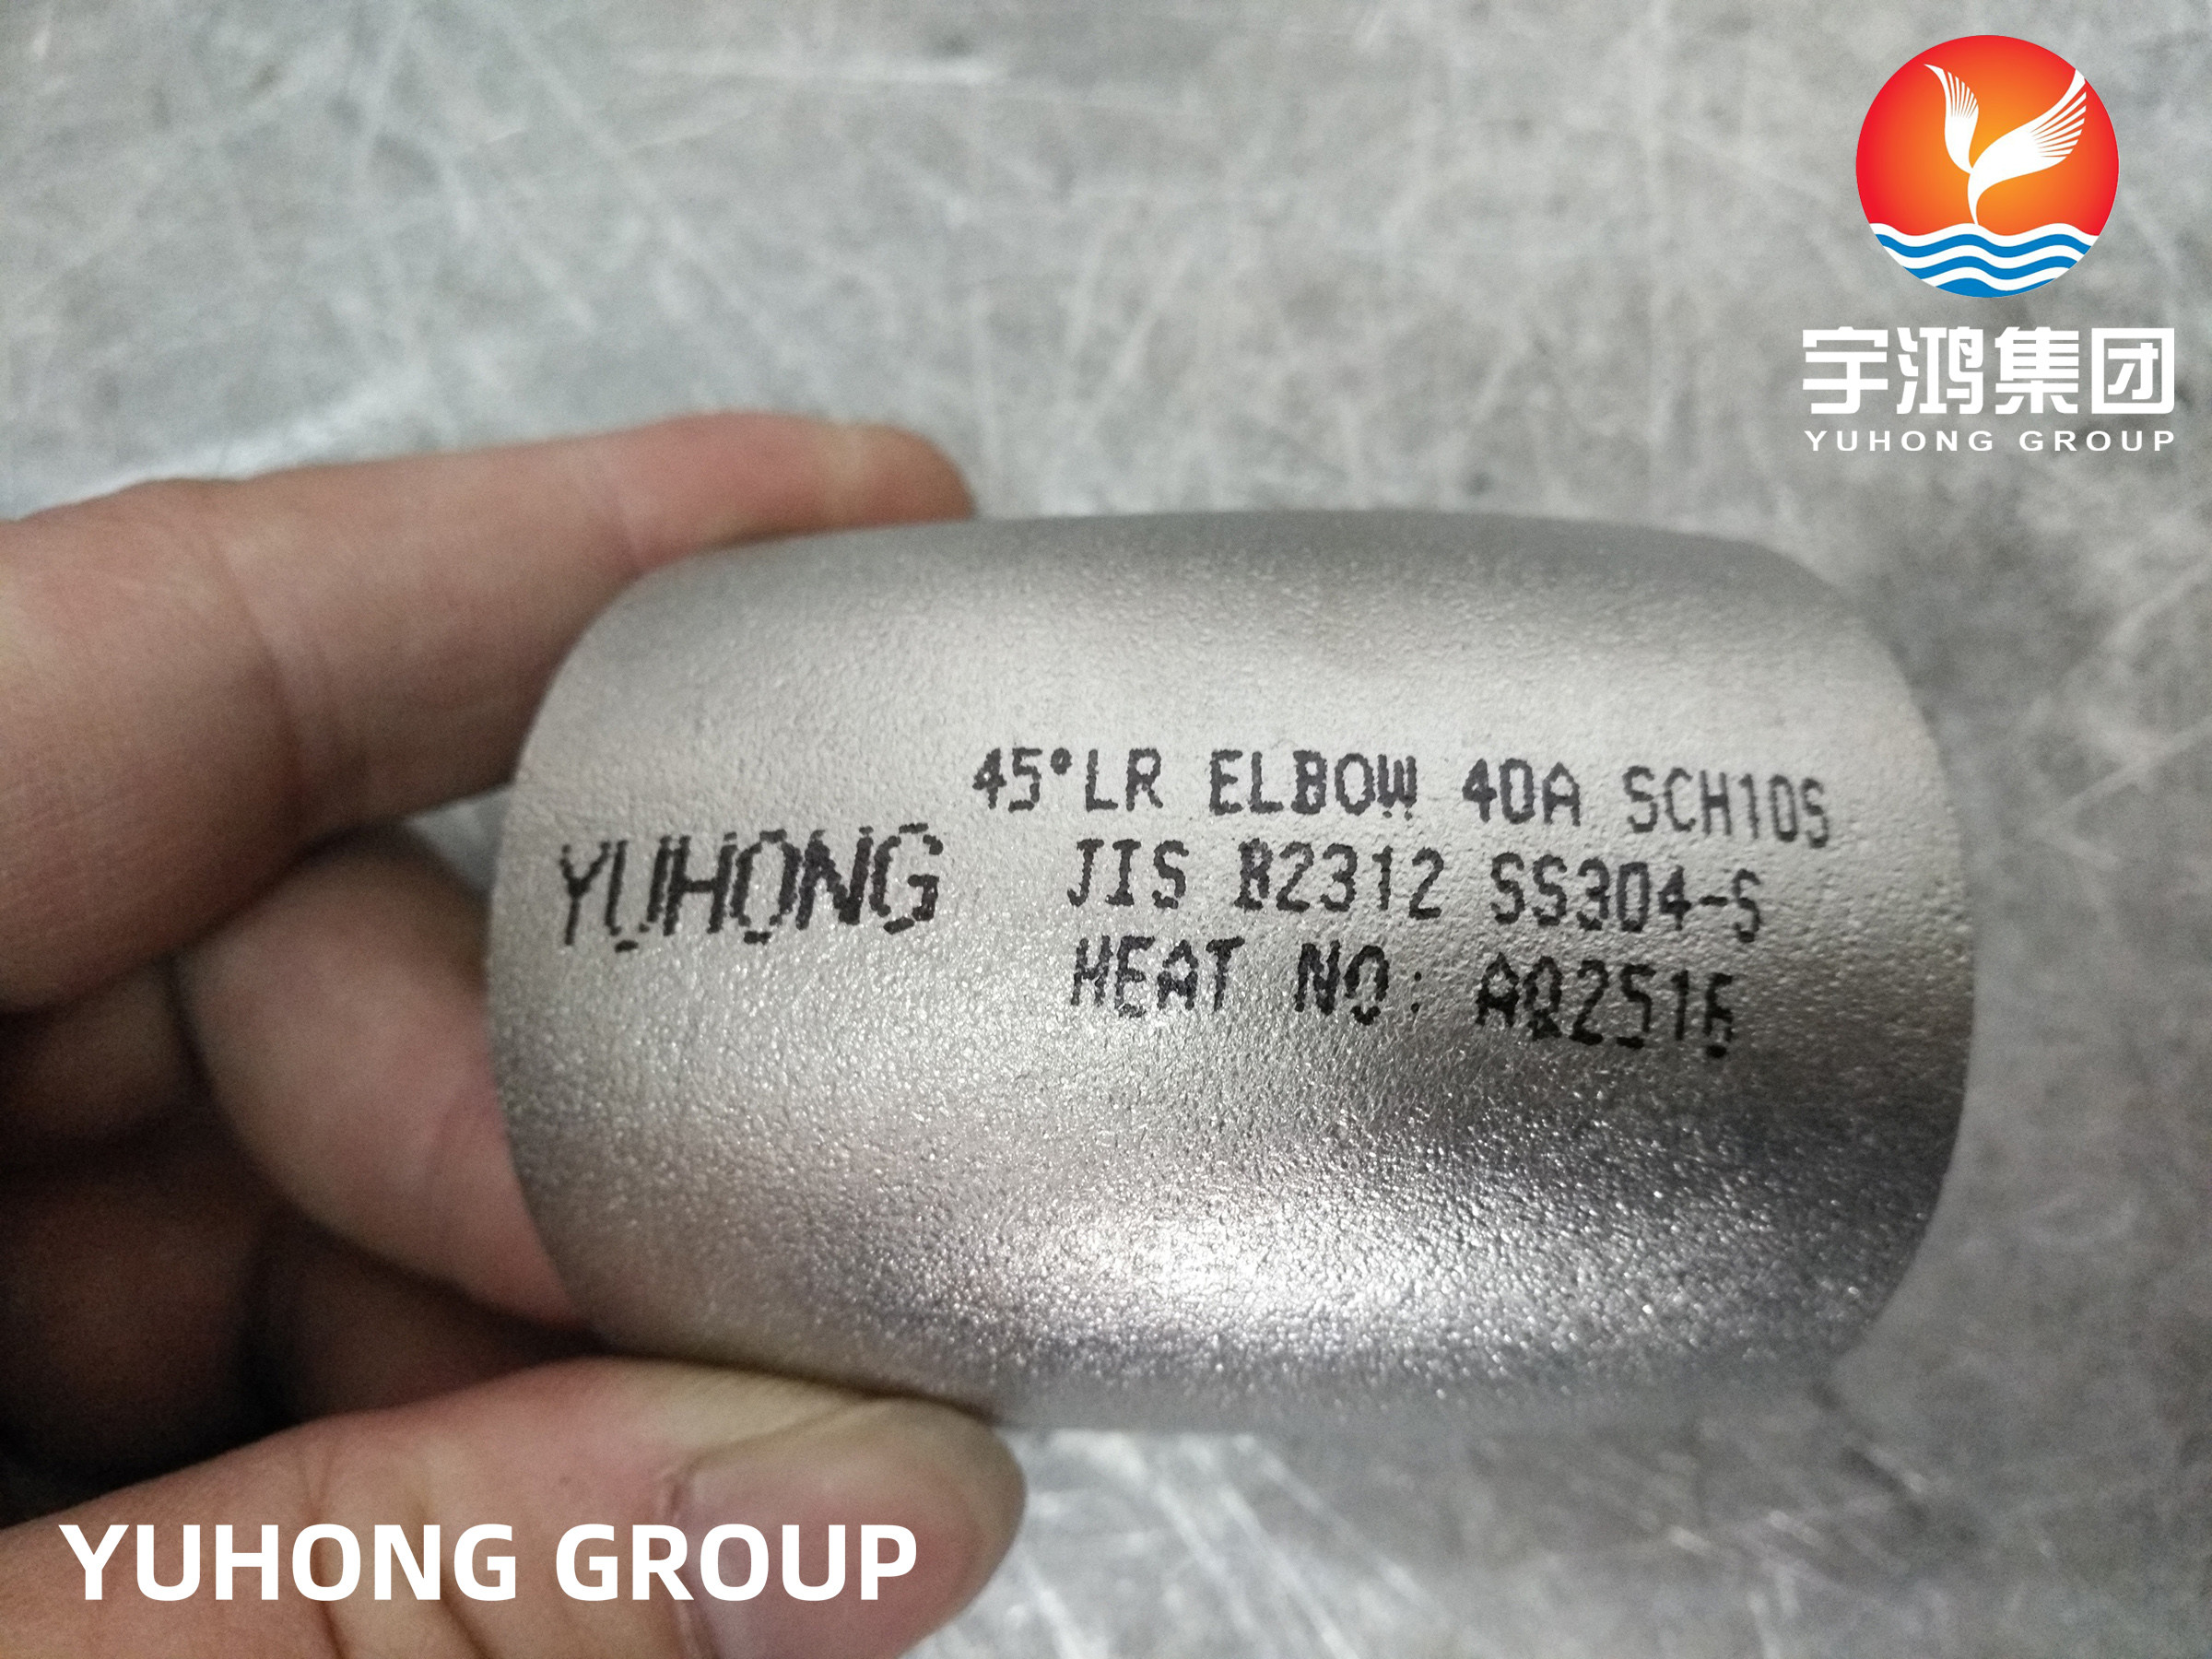 宇鸿集团
YUHONG GROUP
45°LR ELBOW 40A SCH10S
YUHONG
JIS B2312 SS304-S
HEAT NO: AQ2516
YUHONG GROUP